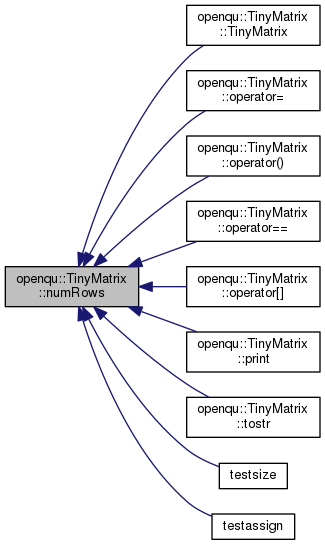 openqu::TinyMatrix
::TinyMatrix
openqu::TinyMatrix
::operator=
openqu::TinyMatrix
::operator()
openqu::TinyMatrix
::operator==
openqu::TinyMatrix
::numRows
openqu::TinyMatrix
::operator[]
openqu::TinyMatrix
::print
openqu::TinyMatrix
::tostr
testsize
testassign